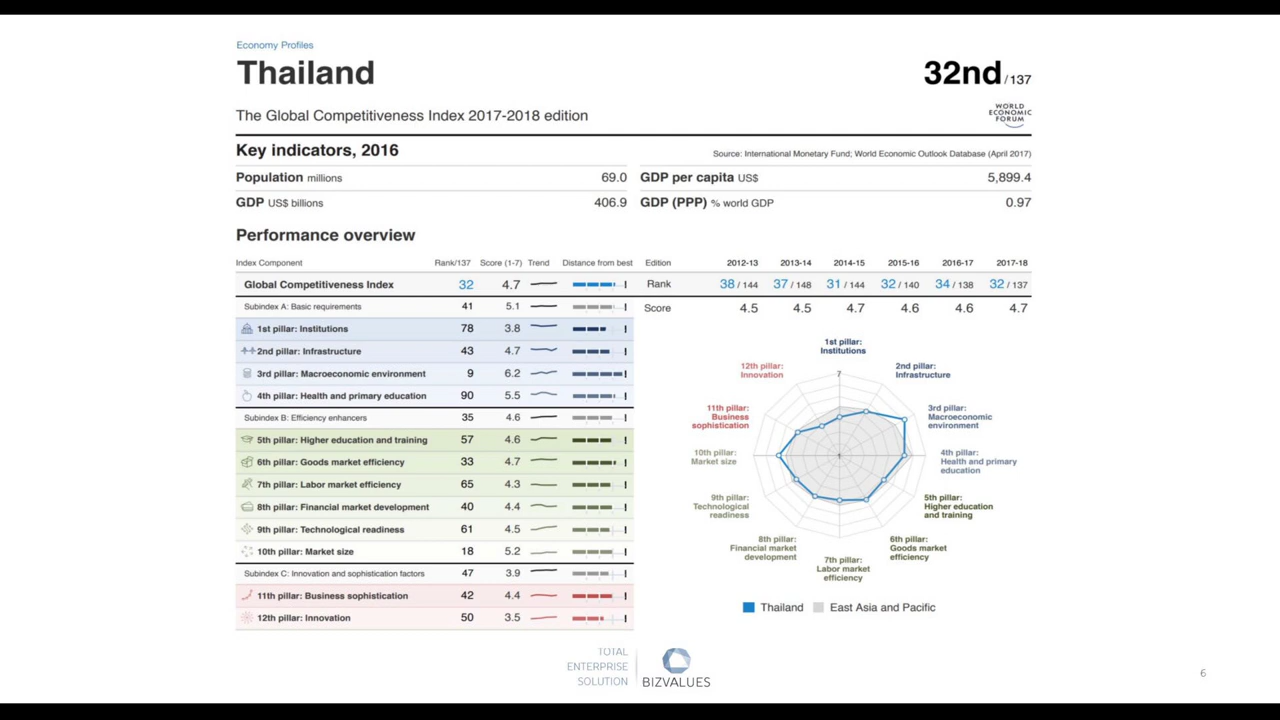 Economy Profiles
Thailand
32nd / 137
The Global Competitiveness Index 2017-2018 edition
WORLD
ECONOMIC
FORUM
Key indicators, 2016
Source: International Monetary Fund; World Economic Outlook Database (April 2017)
Population millions 69.0
GDP per capita US$ 5,899.4
GDP US$ billions 406.9
GDP (PPP) % world GDP 0.97
Performance overview
Index Component Rank/137 Score (1-7) Trend Distance from best
Global Competitiveness Index 32 4.7
Subindex A: Basic requirements 41 5.1
1st pillar: Institutions 78 3.8
2nd pillar: Infrastructure 43 4.7
3rd pillar: Macroeconomic environment 9 6.2
4th pillar: Health and primary education 90 5.5
Subindex B: Efficiency enhancers 35 4.6
5th pillar: Higher education and training 57 4.6
6th pillar: Goods market efficiency 33 4.7
7th pillar: Labor market efficiency 65 4.3
8th pillar: Financial market development 40 4.4
9th pillar: Technological readiness 61 4.5
10th pillar: Market size 18 5.2
Subindex C: Innovation and sophistication factors 47 3.9
11th pillar: Business sophistication 42 4.4
12th pillar: Innovation 50 3.5
Edition 2012-13 2013-14 2014-15 2015-16 2016-17 2017-18
Rank 38 / 144 37 / 148 31 / 144 32 / 140 34 / 138 32 / 137
Score 4.5 4.5 4.7 4.6 4.6 4.7
1st pillar:
Institutions
2nd pillar:
Infrastructure
3rd pillar:
Macroeconomic
environment
4th pillar:
Health and primary
education
5th pillar:
Higher education
and training
6th pillar:
Goods market
efficiency
7th pillar:
Labor market
efficiency
8th pillar:
Financial market
development
9th pillar:
Technological
readiness
10th pillar:
Market size
11th pillar:
Business
sophistication
12th pillar:
Innovation
7
1
Thailand
East Asia and Pacific
TOTAL
ENTERPRISE
SOLUTION
BIZVALUES
6